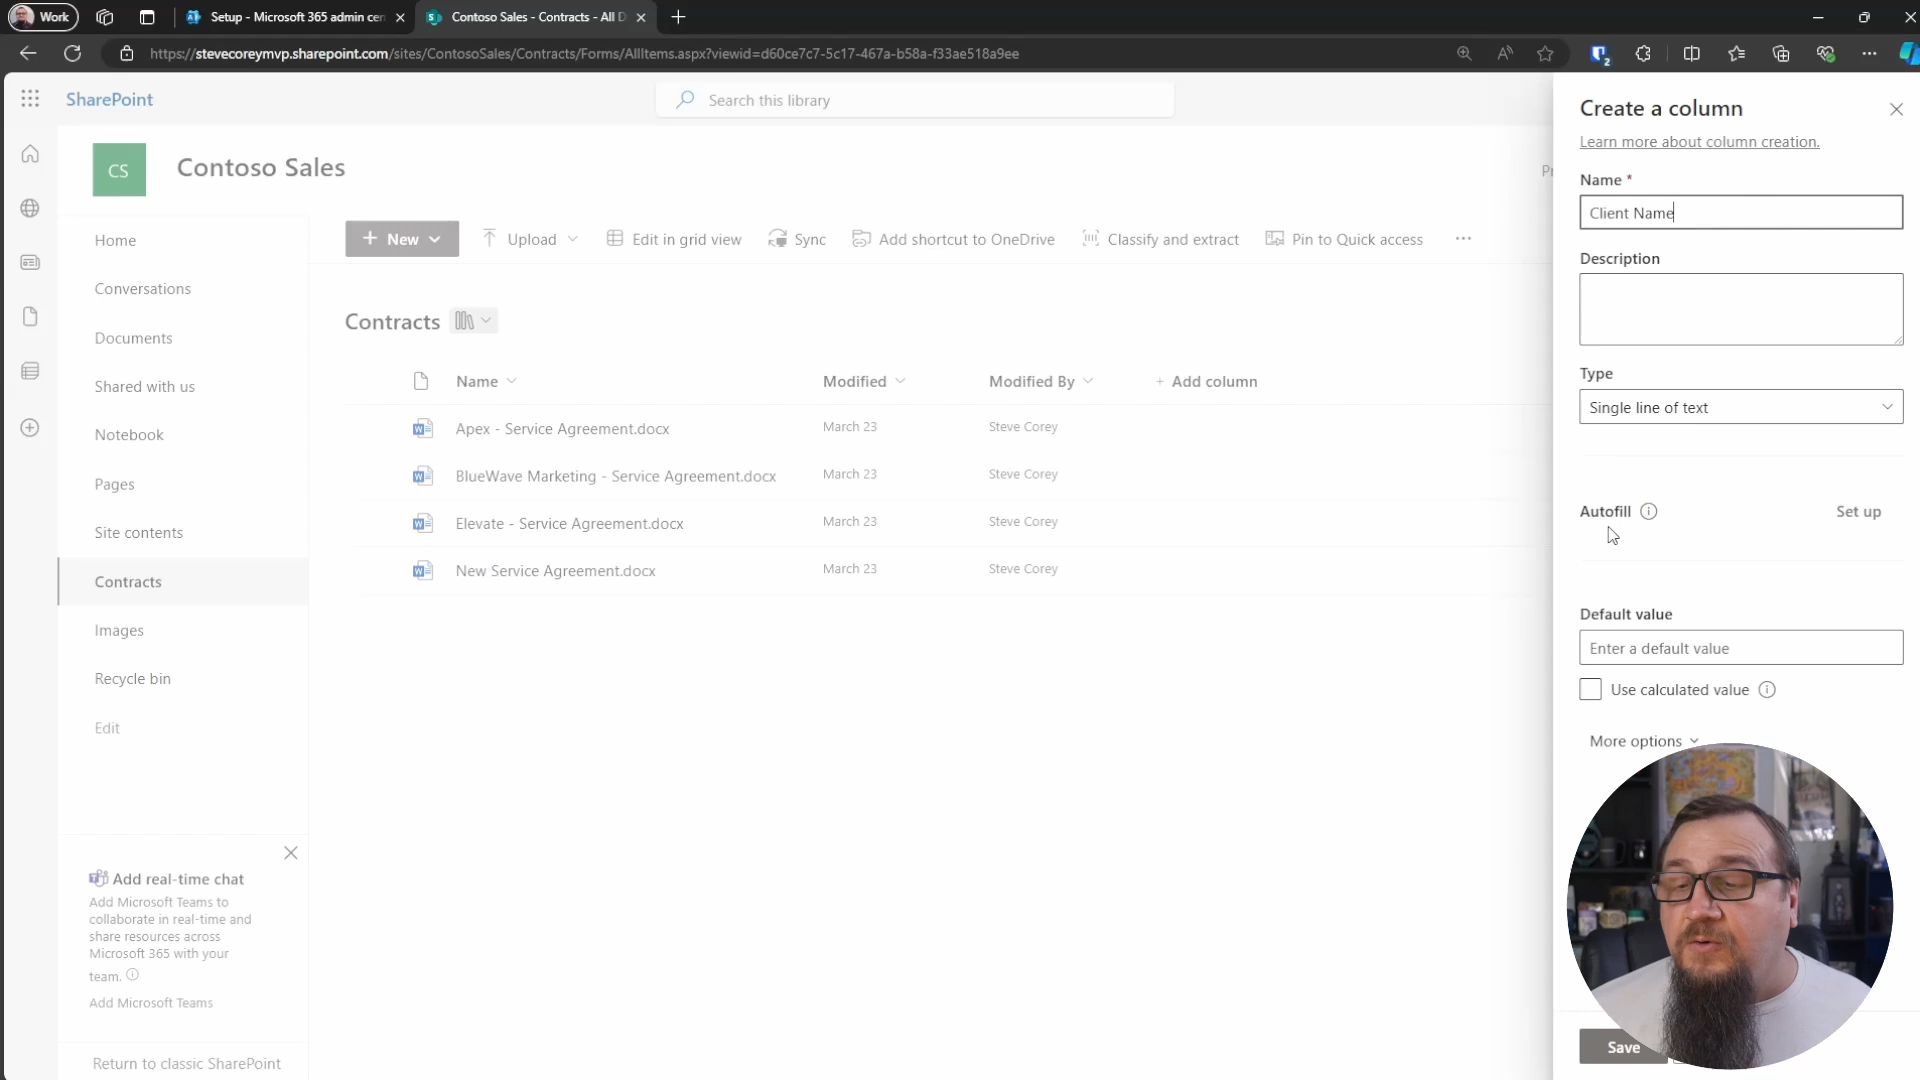 Work
Setup - Microsoft 365 admin cen
Contoso Sales - Contracts - All D
https://stevecoreymvp.sharepoint.com/sites/ContosoSales/Contracts/Forms/AllItems.aspx?viewid=d60ce7c7-5c17-467a-b58a-f33ae518a9ee
2
SharePoint
Search this library
CS
Contoso Sales
Home
Conversations
Documents
Shared with us
Notebook
Pages
Site contents
Contracts
Images
Recycle bin
Edit
Add real-time chat
Add Microsoft Teams to
collaborate in real-time and
share resources across
Microsoft 365 with your
team.
Add Microsoft Teams
Return to classic SharePoint
+ New
Upload
Edit in grid view
Sync
Add shortcut to OneDrive
Classify and extract
Pin to Quick access
...
Contracts
Name
Modified
Modified By
+ Add column
Apex - Service Agreement.docx
March 23
Steve Corey
BlueWave Marketing - Service Agreement.docx
March 23
Steve Corey
Elevate - Service Agreement.docx
March 23
Steve Corey
New Service Agreement.docx
March 23
Steve Corey
Create a column
Learn more about column creation.
Name *
Client Name
Description
Type
Single line of text
Autofill
Set up
Default value
Enter a default value
Use calculated value
More options
Save